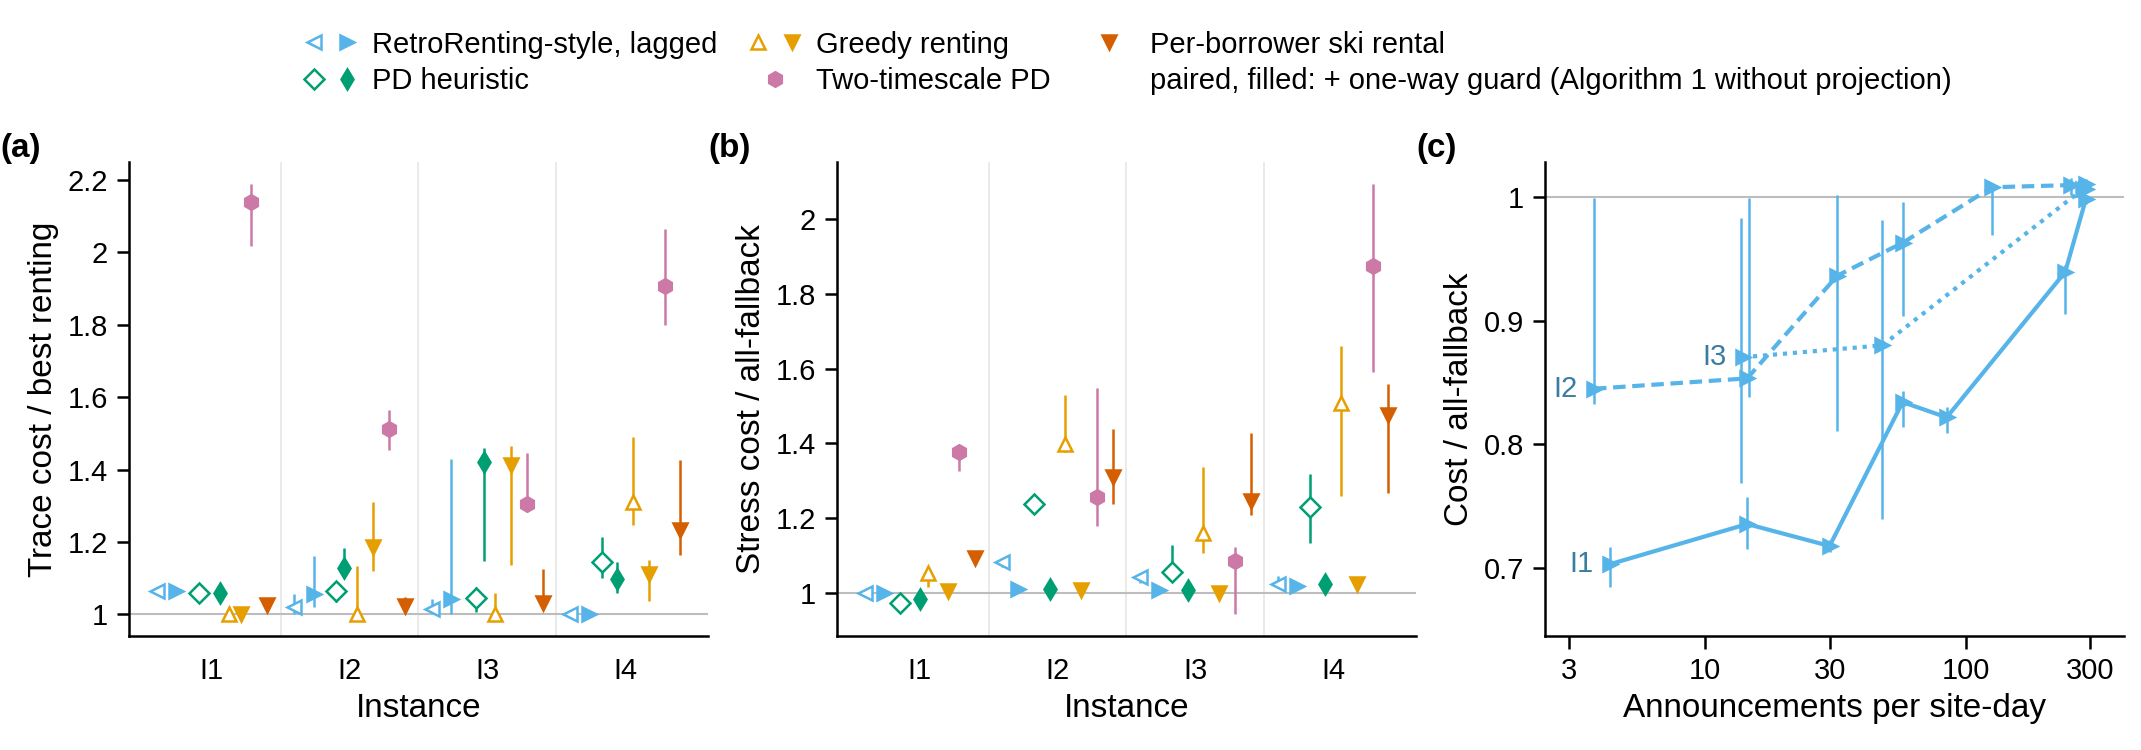 RetroRenting-style, lagged
Greedy renting
Per-borrower ski rental
PD heuristic
Two-timescale PD
paired, filled: + one-way guard (Algorithm 1 without projection)
(a)
2.2
2
1.8
1.6
1.4
1.2
1
Trace cost / best renting
I1
I2
I3
I4
Instance
(b)
2
1.8
1.6
1.4
1.2
1
Stress cost / all-fallback
I1
I2
I3
I4
Instance
(c)
1
0.9
0.8
0.7
Cost / all-fallback
I3
I2
I1
3
10
30
100
300
Announcements per site-day